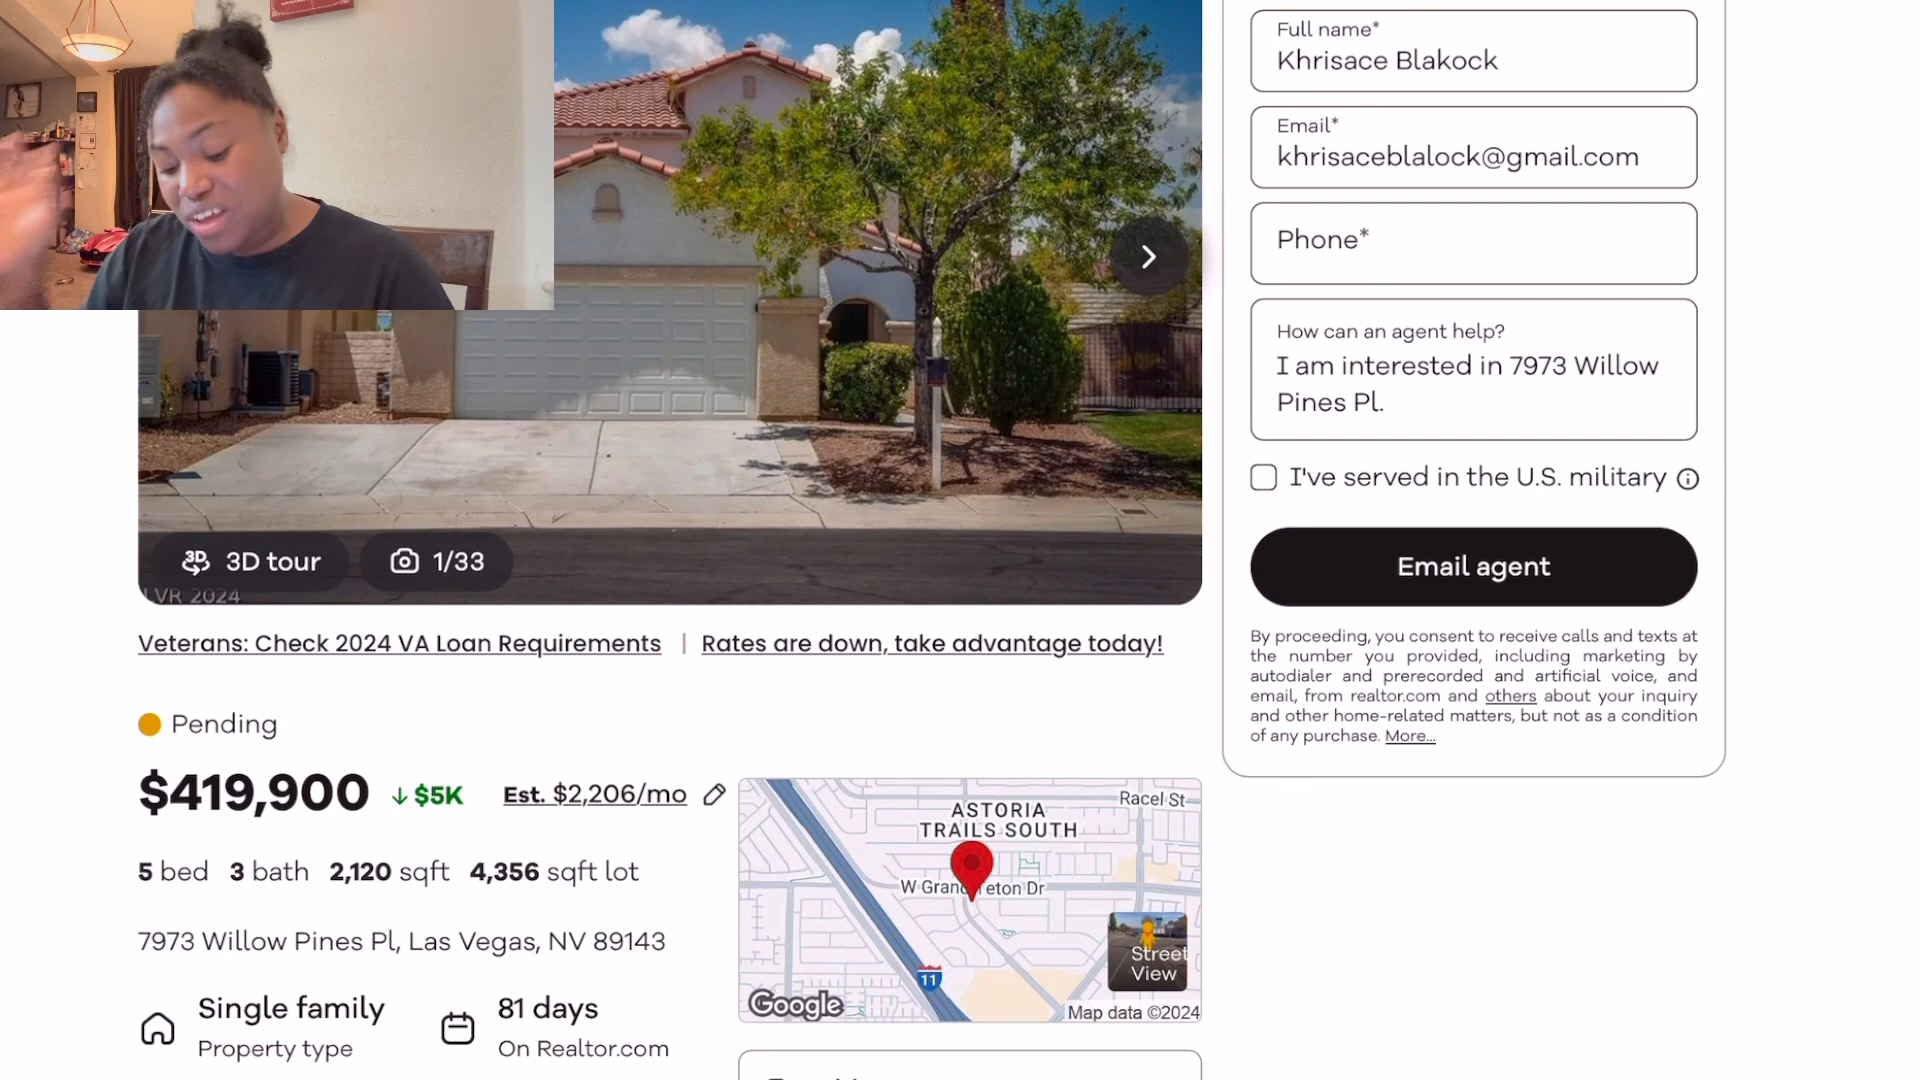 Full name*
Khrisace Blakock
Email*
khrisaceblalock@gmail.com
Phone*
How can an agent help?
I am interested in 7973 Willow
Pines Pl.
I've served in the U.S. military
Email agent
By proceeding, you consent to receive calls and texts at
the number you provided, including marketing by
autodialer and prerecorded and artificial voice, and
email, from realtor.com and others about your inquiry
and other home-related matters, but not as a condition
of any purchase. More...
3D tour
1/33
LVR 2024
Veterans: Check 2024 VA Loan Requirements | Rates are down, take advantage today!
Pending
$419,900 ↓ $5K Est. $2,206/mo
5 bed 3 bath 2,120 sqft 4,356 sqft lot
7973 Willow Pines Pl, Las Vegas, NV 89143
Single family
Property type
81 days
On Realtor.com
Racel St
ASTORIA
TRAILS SOUTH
W Grand Teton Dr
11
Street
View
Google
Map data ©2024